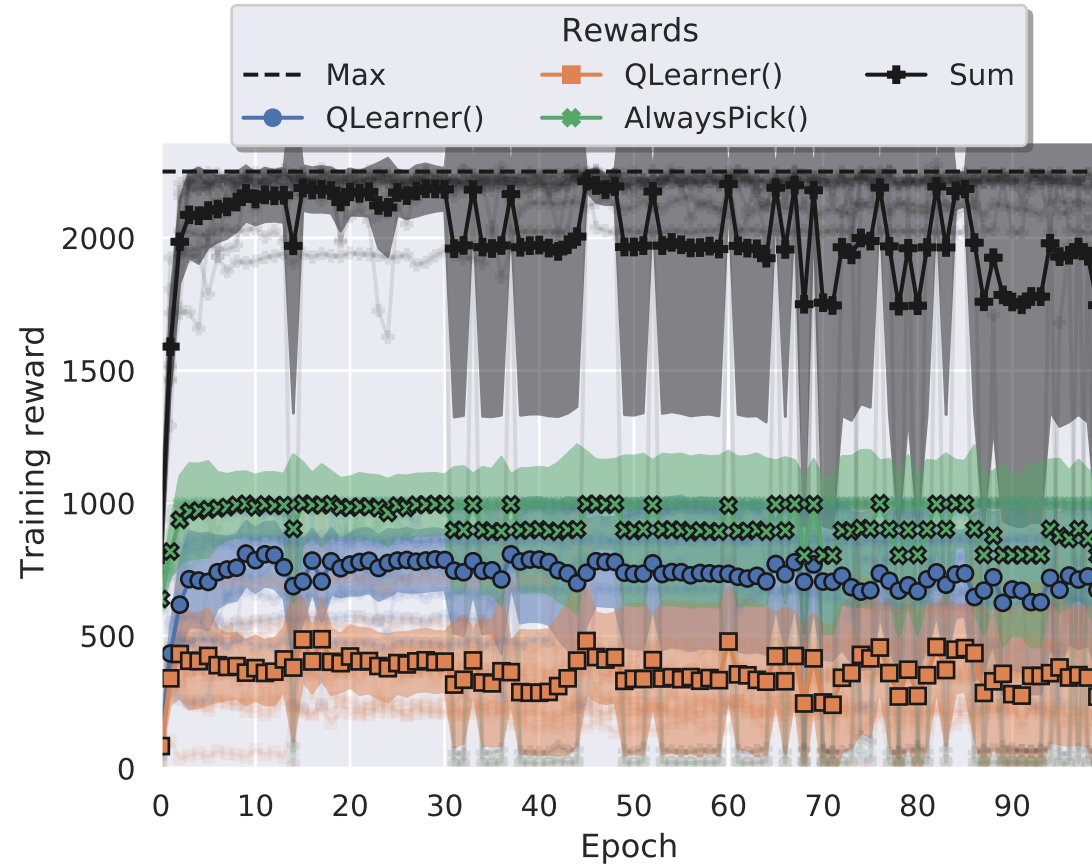 Rewards
Max QLearner() Sum
QLearner() AlwaysPick()
Training reward
2000
1500
1000
500
0
0 10 20 30 40 50 60 70 80 90
Epoch